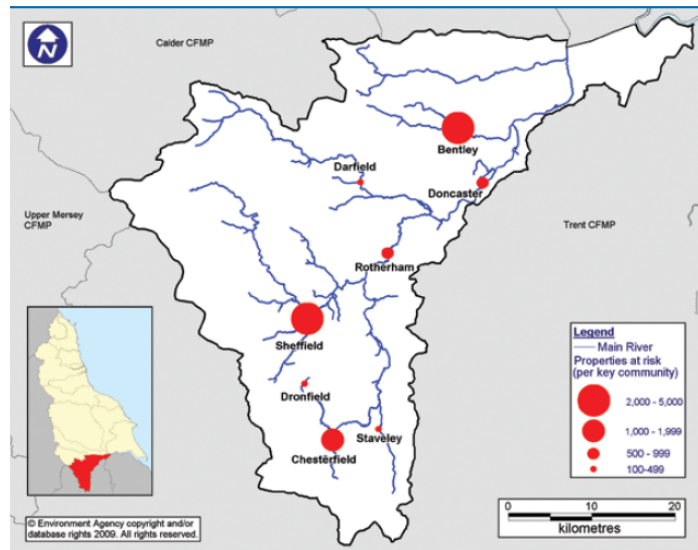 N
Calder CFMP
Bentley
Darfield
Doncaster
Upper Mersey
CFMP
Trent CFMP
Rotherham
Sheffield
Dronfield
Staveley
Chesterfield
Legend
Main River
Properties at risk
(per key community)
2,000 - 5,000
1,000 - 1,999
500 - 999
100-499
0 10 20
kilometres
© Environment Agency copyright and/or
database rights 2009. All rights reserved.